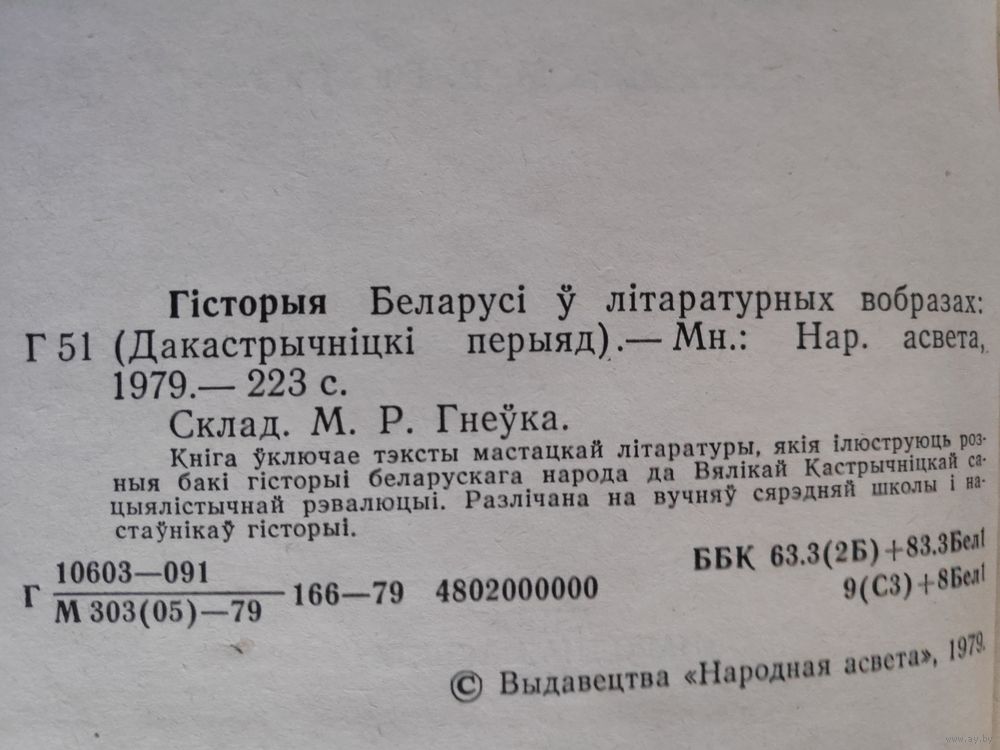 Гісторыя Беларусі ў літаратурных вобразах:
Г 51 (Дакастрычніцкі перыяд).— Мн.: Нар. асвета,
1979.— 223 с.
Склад. М. Р. Гнеўка.
Кніга ўключае тэксты мастацкай літаратуры, якія ілюструюць роз-
ныя бакі гісторыі беларускага народа да Вялікай Кастрычніцкай са-
цыялістычнай рэвалюцыі. Разлічана на вучняў сярэдняй школы і на-
стаўнікаў гісторыі.
Г 10603—091
М 303(05)—79 166—79 4802000000
ББК 63.3(2Б)+83.3Бел1
9(С3)+8Бел1
© Выдавецтва «Народная асвета», 1979.
www.ay.by